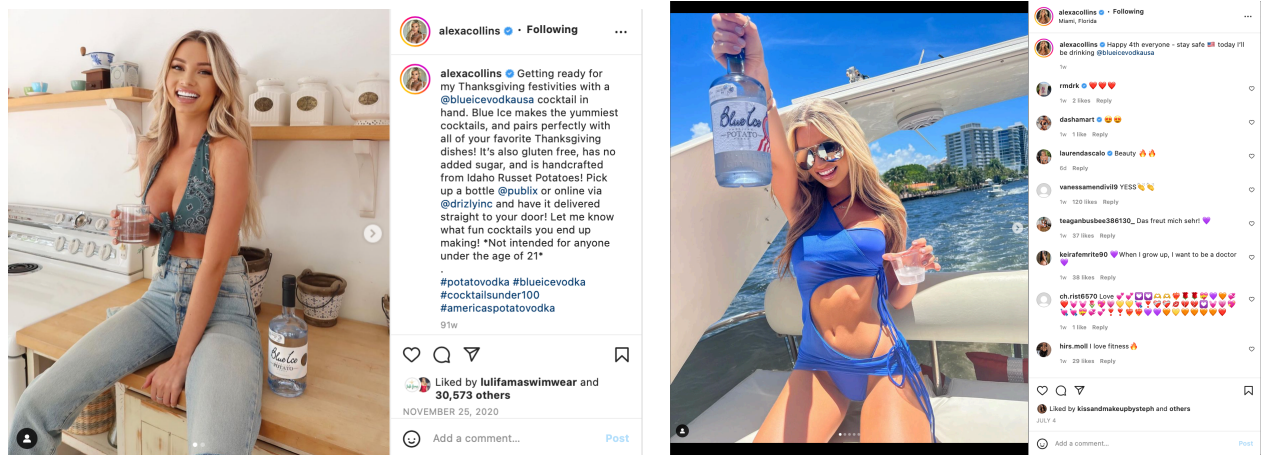 alexacollins • Following
alexacollins Getting ready for
my Thanksgiving festivities with a
@blueicevodkausa cocktail in
hand. Blue Ice makes the yummiest
cocktails, and pairs perfectly with
all of your favorite Thanksgiving
dishes! It's also gluten free, has no
added sugar, and is handcrafted
from Idaho Russet Potatoes! Pick
up a bottle @publix or online via
@drizlyinc and have it delivered
straight to your door! Let me know
what fun cocktails you end up
making! *Not intended for anyone
under the age of 21*
.
#potatovodka #blueicevodka
#cocktailsunder100
#americaspotatovodka
91w
Liked by lulifamaswimwear and
30,573 others
NOVEMBER 25, 2020
Add a comment... Post
Blue Ice
POTATO
alexacollins • Following
Miami, Florida
alexacollins Happy 4th everyone - stay safe 🇺🇸 today I'll
be drinking @blueicevodkausa
1w
rmdrk ❤️❤️❤️
1w 2 likes Reply
dashamart 😍😍
1w 1 like Reply
laurendascalo Beauty 🔥🔥
6d Reply
vanessamendivil9 YESS👏👏
1w 120 likes Reply
teaganbusbee386130_ Das freut mich sehr! 💜
1w 37 likes Reply
keirafemrite90 💜When I grow up, I want to be a doctor
💜
1w 38 likes Reply
ch.rist6570 Love
1w 1 like Reply
hirs.moll I love fitness🔥
1w 29 likes Reply
Liked by kissandmakeupbysteph and others
JULY 4
Add a comment... Post
Blue Ice
POTATO